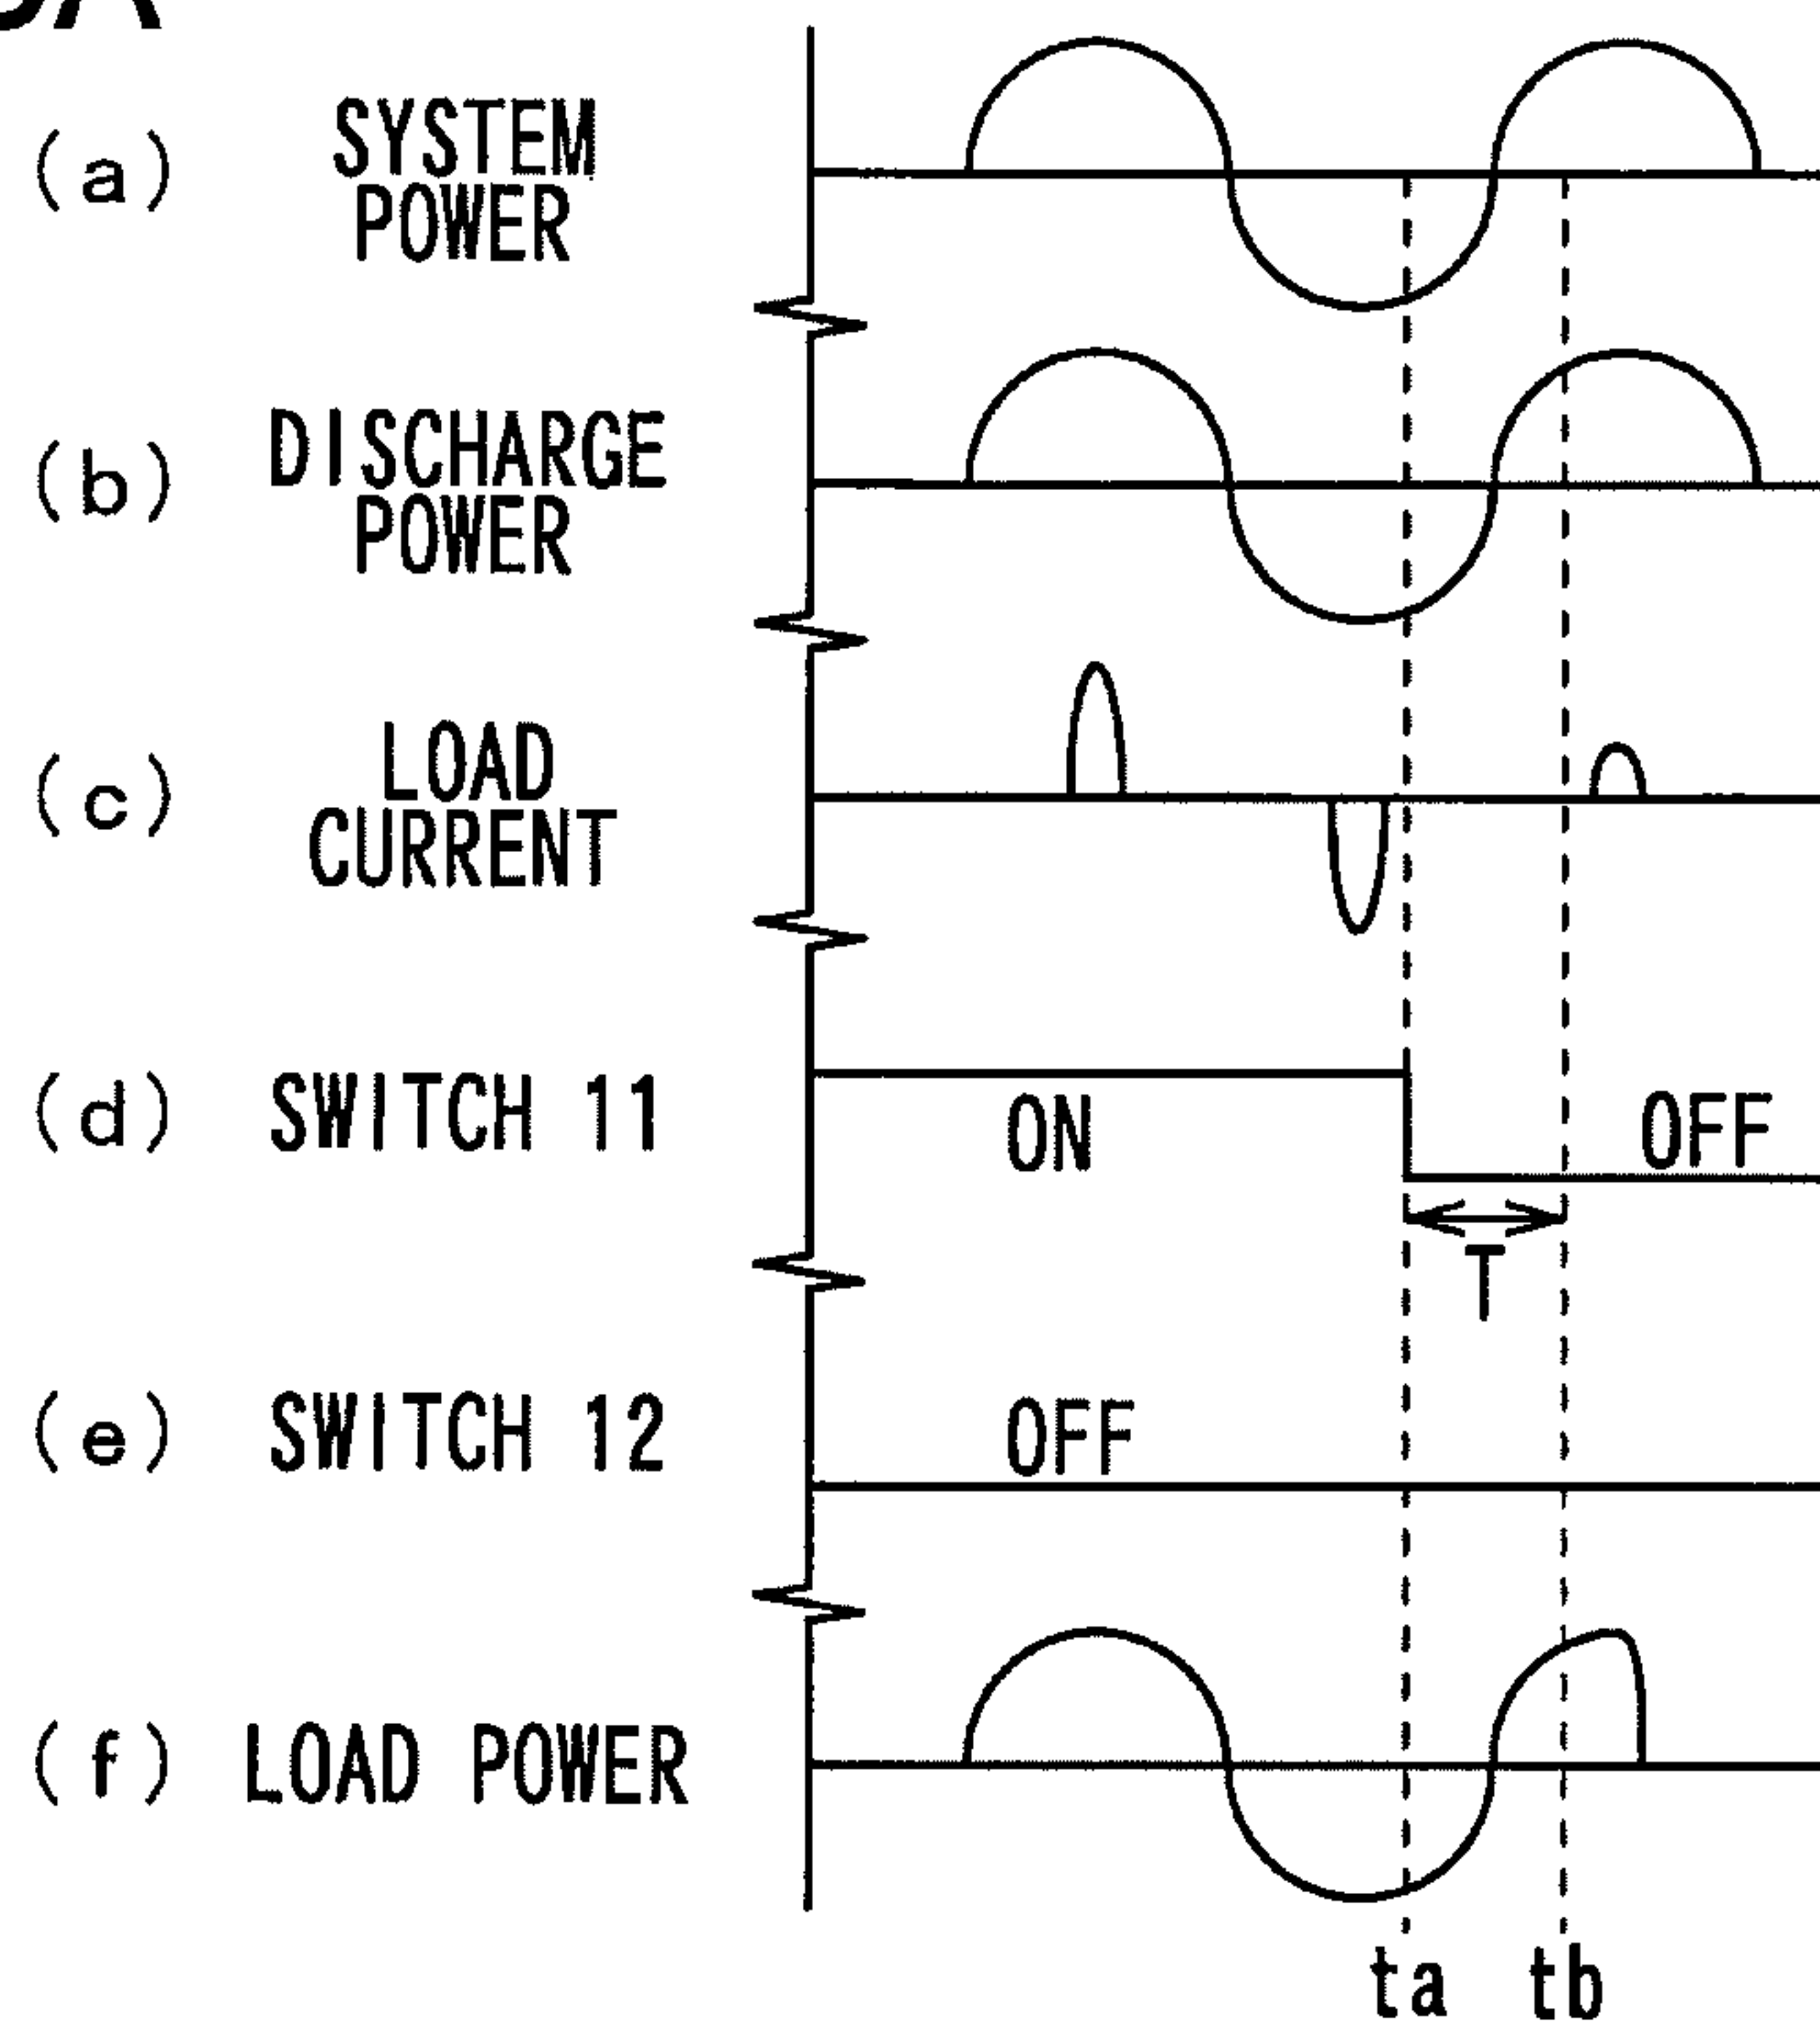 (a) SYSTEM
POWER
(b) DISCHARGE
POWER
(c) LOAD
CURRENT
(d) SWITCH 11
ON
OFF
T
(e) SWITCH 12
OFF
(f) LOAD POWER
ta tb